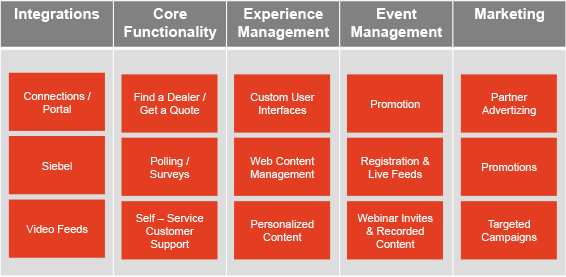 Integrations
Core
Functionality
Experience
Management
Event
Management
Marketing
Connections /
Portal
Find a Dealer /
Get a Quote
Custom User
Interfaces
Promotion
Partner
Advertizing
Siebel
Polling /
Surveys
Web Content
Management
Registration &
Live Feeds
Promotions
Video Feeds
Self – Service
Customer
Support
Personalized
Content
Webinar Invites
& Recorded
Content
Targeted
Campaigns